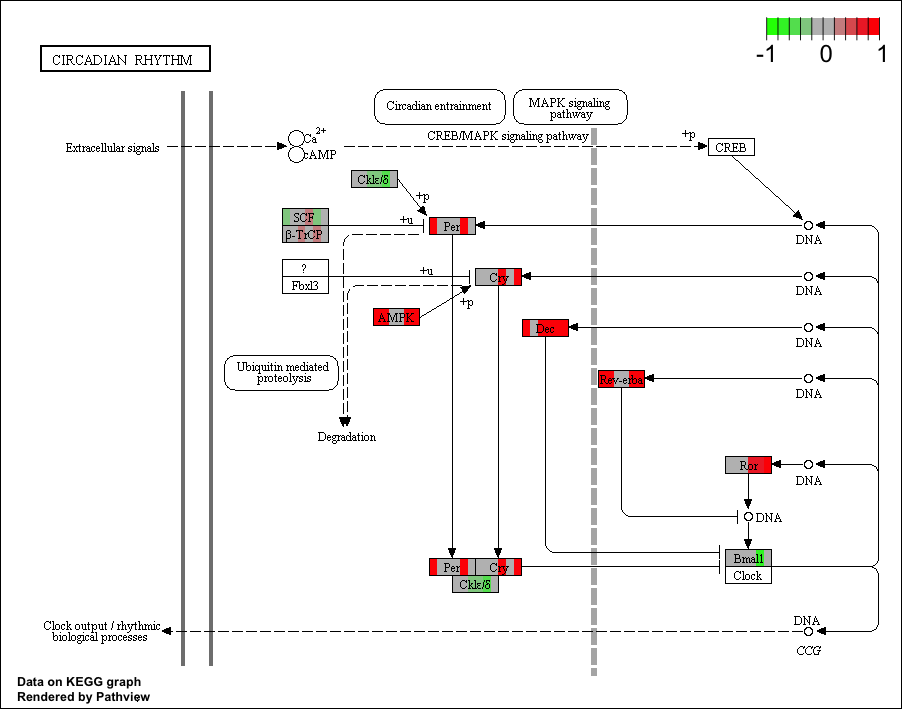 -1 0 1
CIRCADIAN RHYTHM
Circadian entrainment
MAPK signaling
pathway
CREB/MAPK signaling pathway
Extracellular signals
Ca2+
cAMP
+p
CREB
CkIε/δ
+p
SCF
β-TrCP
+u
Per
DNA
?
Fbxl3
+u
Cry
DNA
+p
AMPK
Dec
DNA
Ubiquitin mediated
proteolysis
Rev-erbα
DNA
Degradation
Ror
DNA
DNA
Per
Cry
CkIε/δ
Bmal1
Clock
Clock output / rhythmic
biological processes
DNA
CCG
Data on KEGG graph
Rendered by Pathview